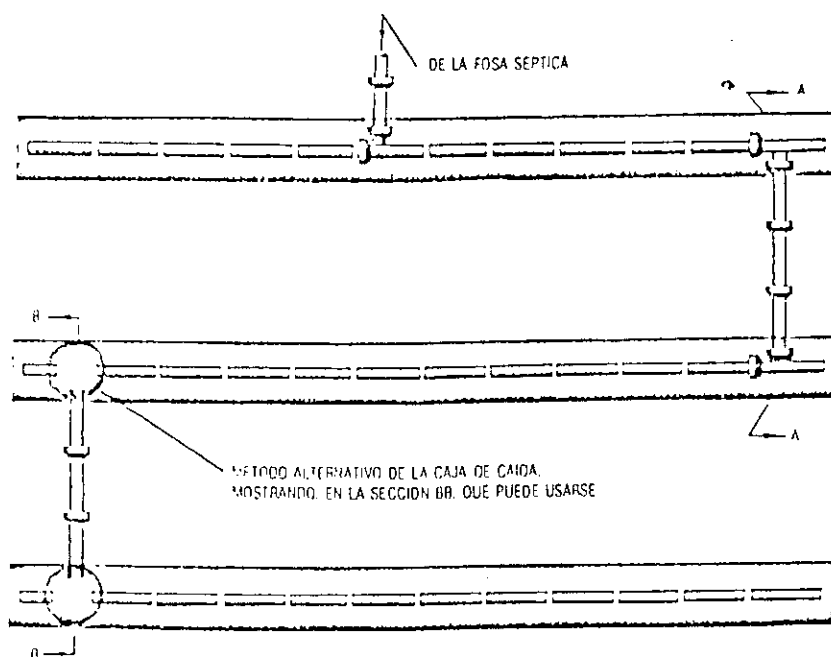 DE LA FOSA SEPTICA
A
B
A
METODO ALTERNATIVO DE LA CAJA DE CAIDA,
MOSTRANDO, EN LA SECCION BB, QUE PUEDE USARSE
B